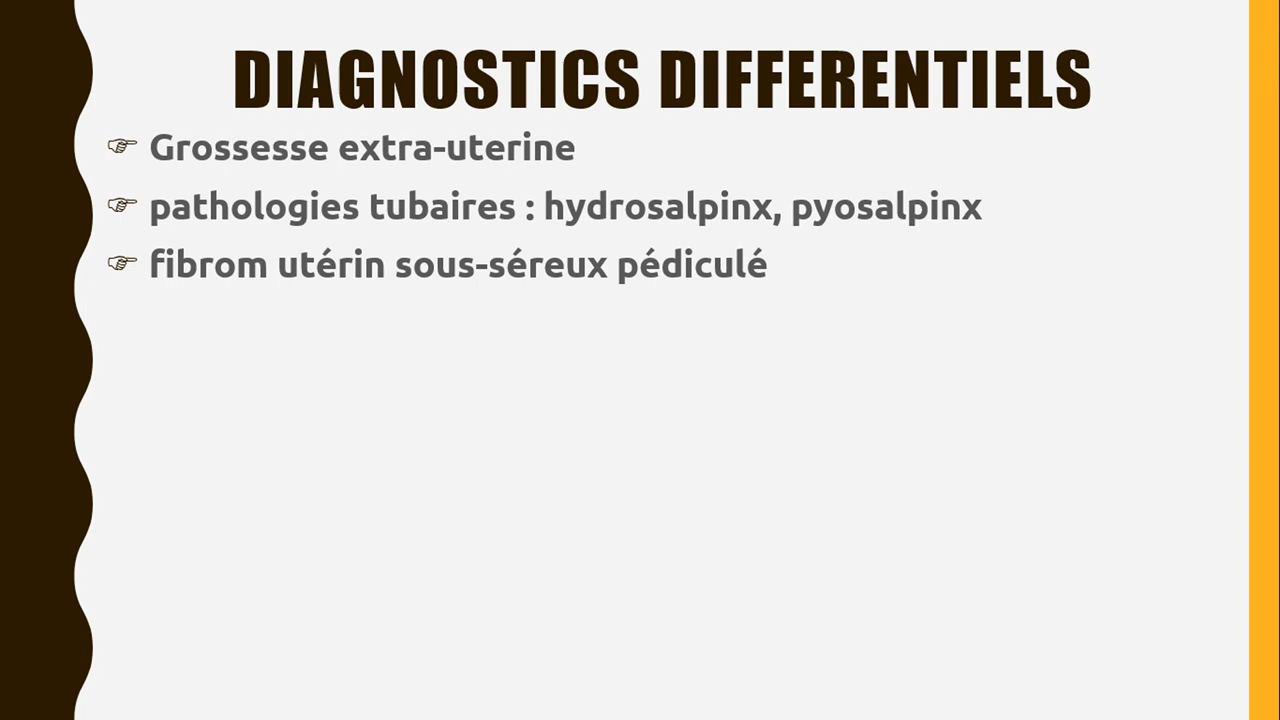 DIAGNOSTICS DIFFERENTIELS
Grossesse extra-uterine
pathologies tubaires : hydrosalpinx, pyosalpinx
fibrom utérin sous-séreux pédiculé